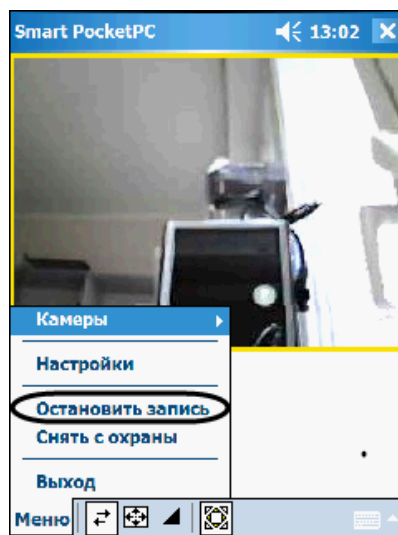 Smart PocketPC 13:02
Камеры
Настройки
Остановить запись
Снять с охраны
Выход
Меню